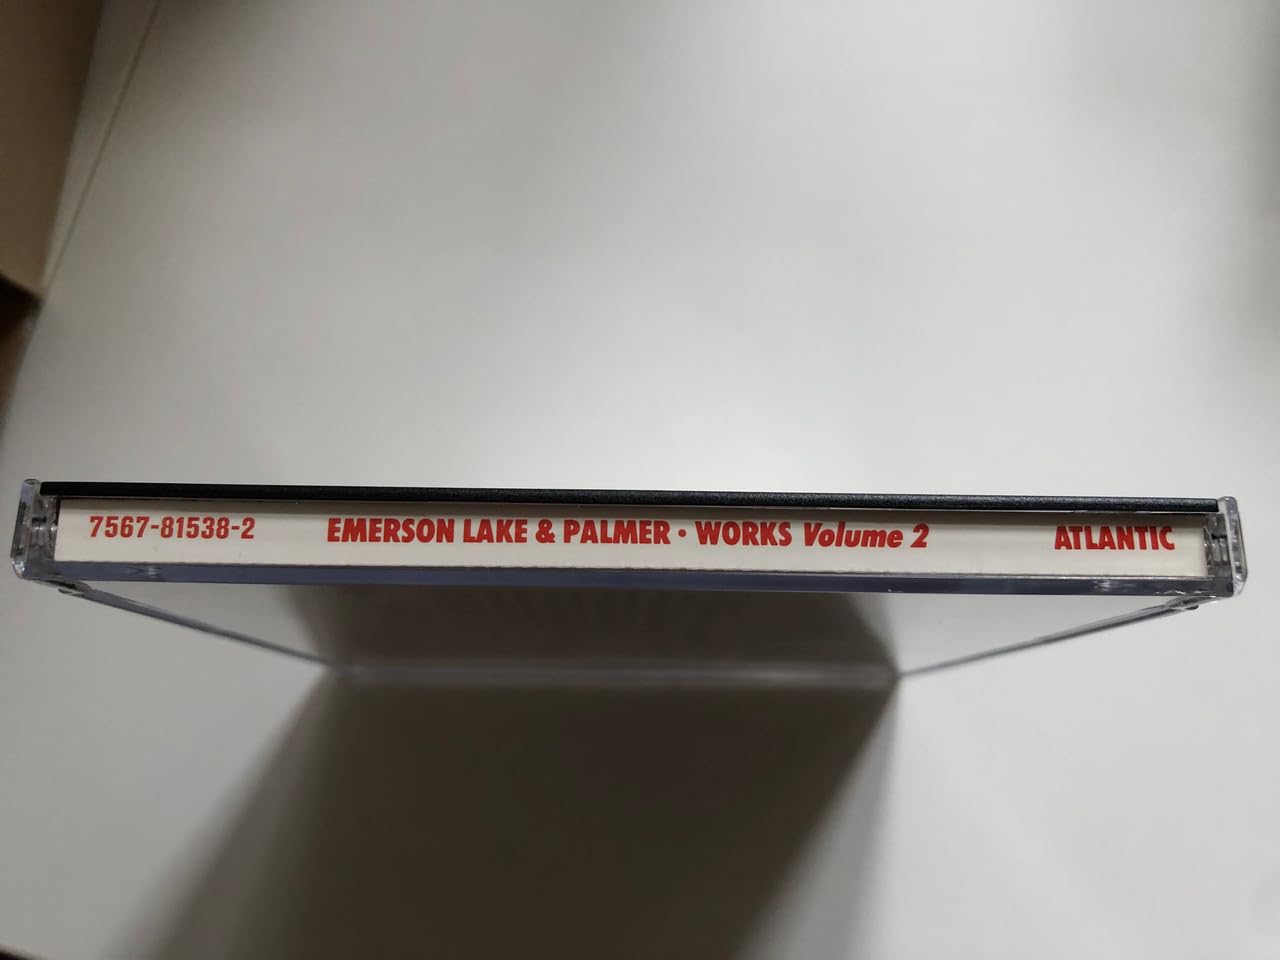 7567-81538-2 EMERSON LAKE & PALMER • WORKS Volume 2 ATLANTIC